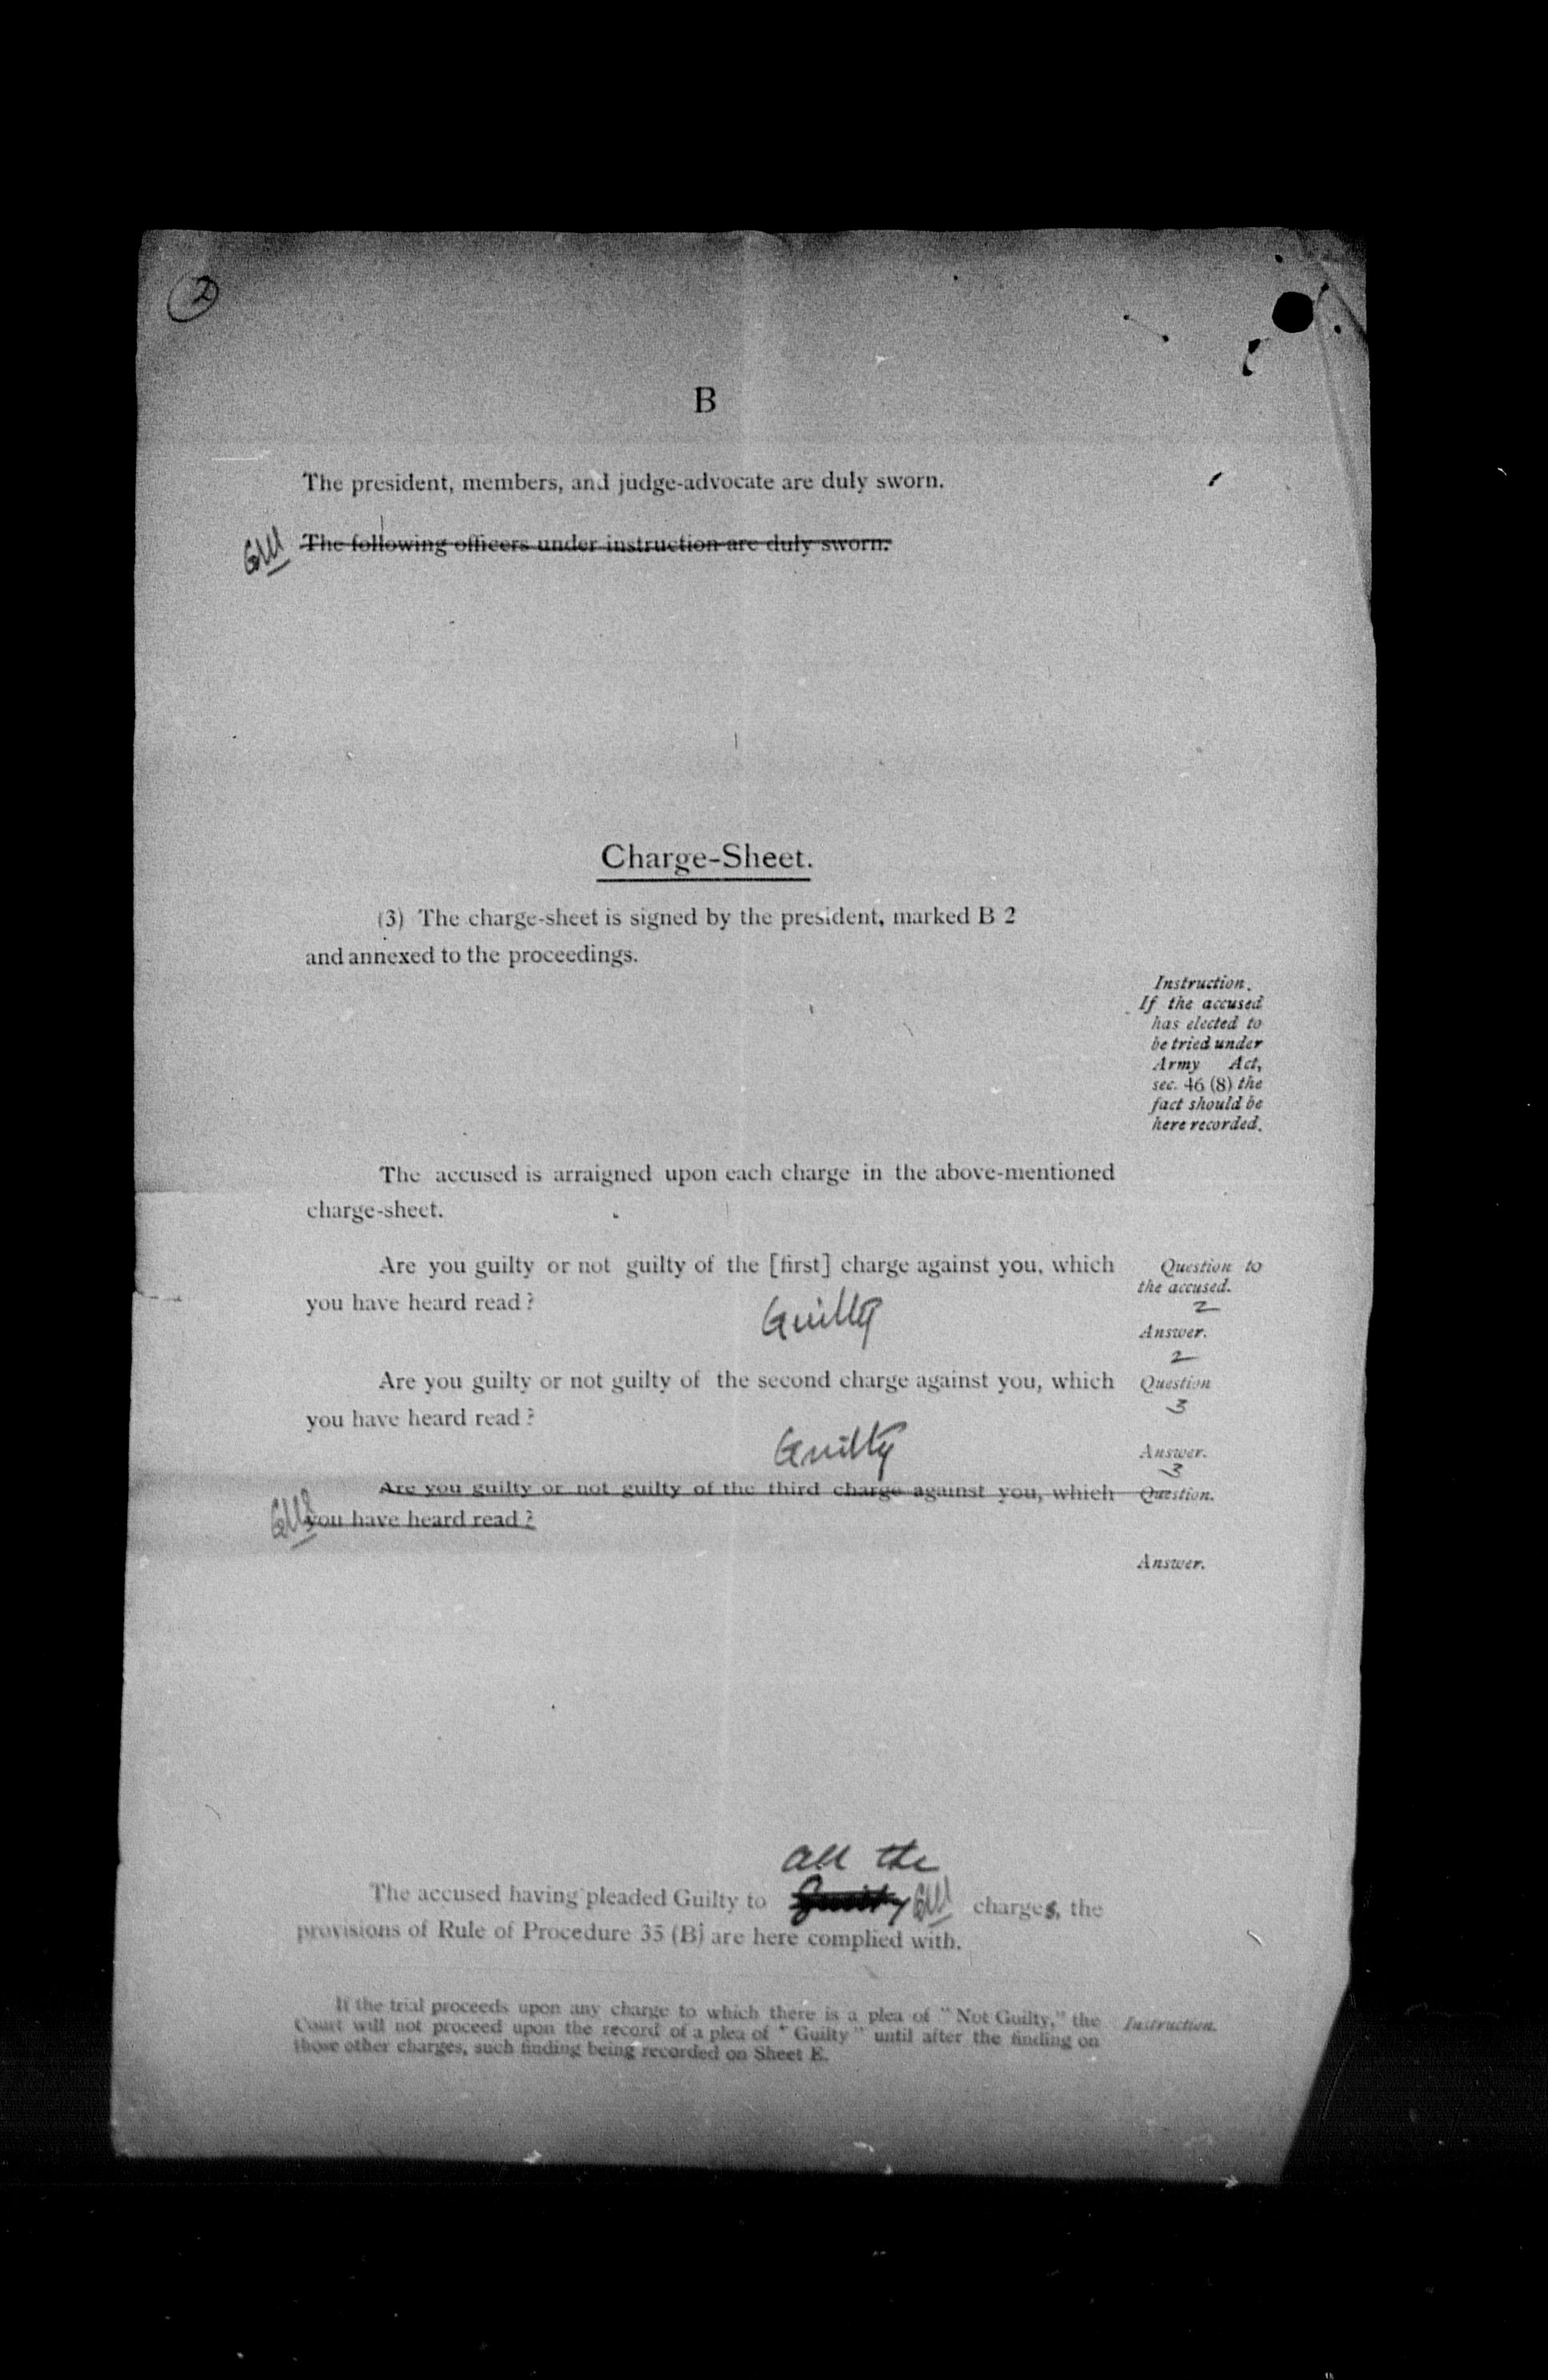 2
B
The president, members, and judge-advocate are duly sworn.
The following officers under instruction are duly sworn.
Charge-Sheet.
(3) The charge-sheet is signed by the president, marked B 2
and annexed to the proceedings.
Instruction.
If the accused
has elected to
be tried under
Army Act,
sec. 46 (8) the
fact should be
here recorded.
The accused is arraigned upon each charge in the above-mentioned
charge-sheet.
Are you guilty or not guilty of the [first] charge against you, which
you have heard read?
Question to
the accused.
2
Guilty
Answer.
2
Are you guilty or not guilty of the second charge against you, which
you have heard read?
Question
3
Guilty
Answer.
3
Are you guilty or not guilty of the third charge against you, which
you have heard read?
Question.
Answer.
all the
The accused having pleaded Guilty to Guilty charges, the
provisions of Rule of Procedure 35 (B) are here complied with.
If the trial proceeds upon any charge to which there is a plea of "Not Guilty," the
Court will not proceed upon the record of a plea of "Guilty" until after the finding on
those other charges, such finding being recorded on Sheet E.
Instruction.